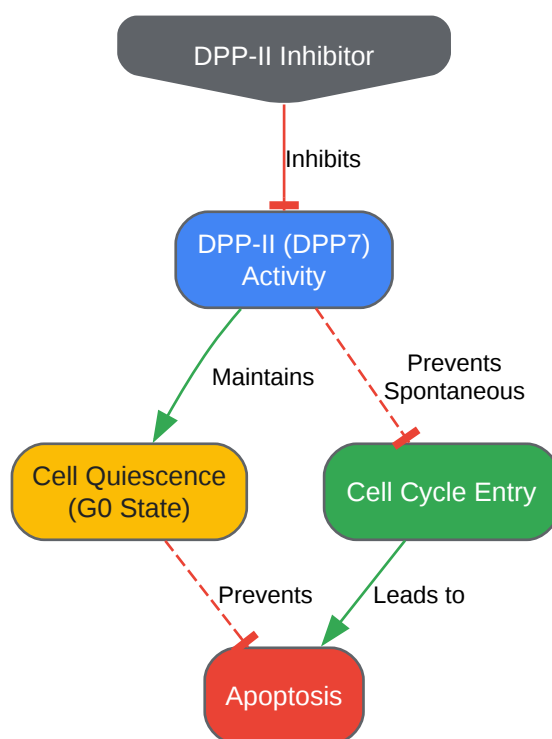 DPP-II Inhibitor
Inhibits
DPP-II (DPP7)
Activity
Maintains
Prevents
Spontaneous
Cell Quiescence
(G0 State)
Cell Cycle Entry
Prevents
Leads to
Apoptosis